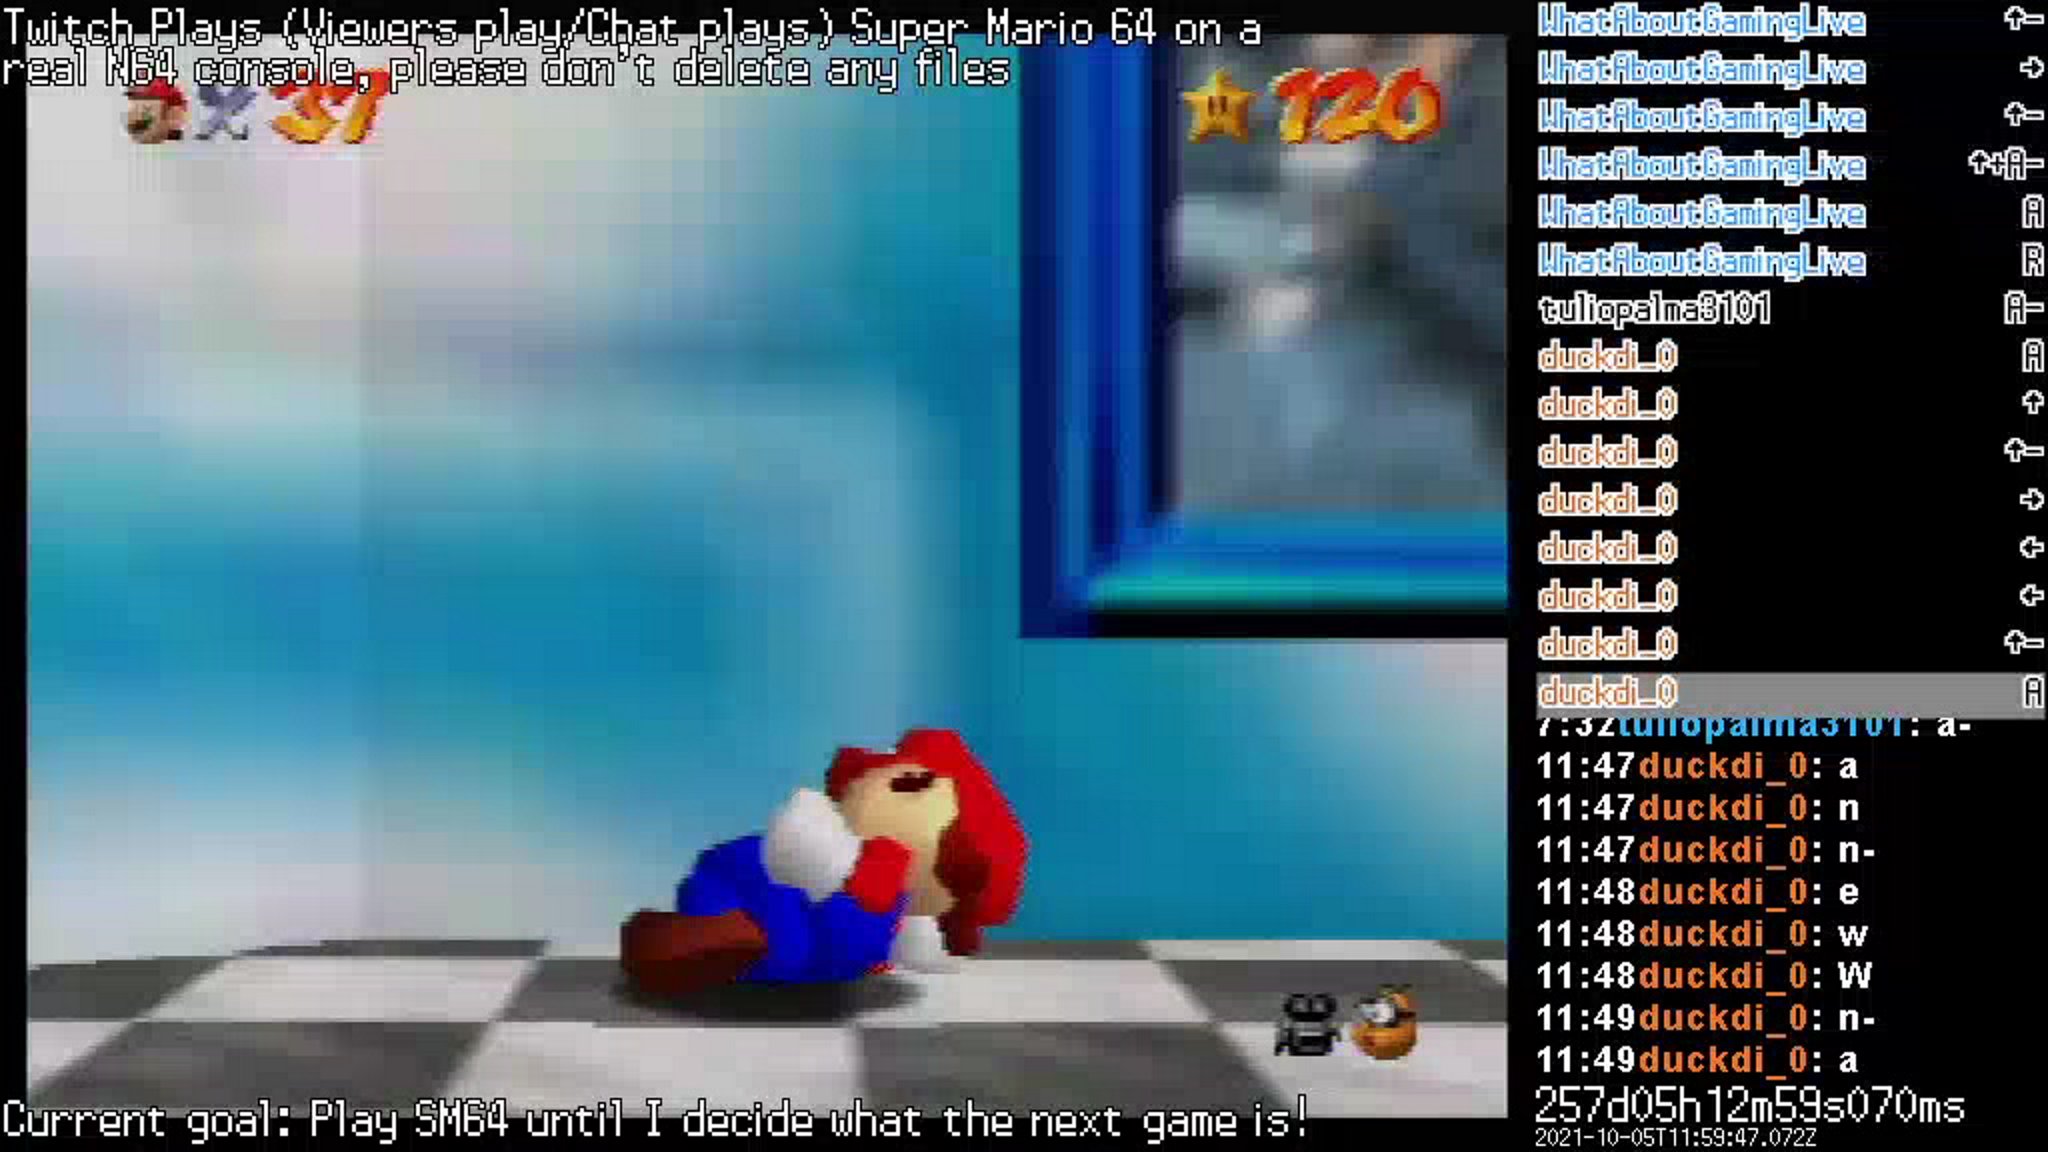 Twitch Plays (Viewers play/Chat plays) Super Mario 64 on a
real N64 console, please don't delete any files
37
120
WhatAboutGamingLive ↑-
WhatAboutGamingLive →
WhatAboutGamingLive ↑-
WhatAboutGamingLive ↑+A-
WhatAboutGamingLive A
WhatAboutGamingLive R
tuliopalma3101 A-
duckdi_0 A
duckdi_0 ↑
duckdi_0 ↑-
duckdi_0 →
duckdi_0 ←
duckdi_0 ←
duckdi_0 ↑-
duckdi_0 A
7:32tuliopalma3101: a-
11:47duckdi_0: a
11:47duckdi_0: n
11:47duckdi_0: n-
11:48duckdi_0: e
11:48duckdi_0: w
11:48duckdi_0: W
11:49duckdi_0: n-
11:49duckdi_0: a
257d05h12m59s070ms
2021-10-05T11:59:47.072Z
Current goal: Play SM64 until I decide what the next game is!